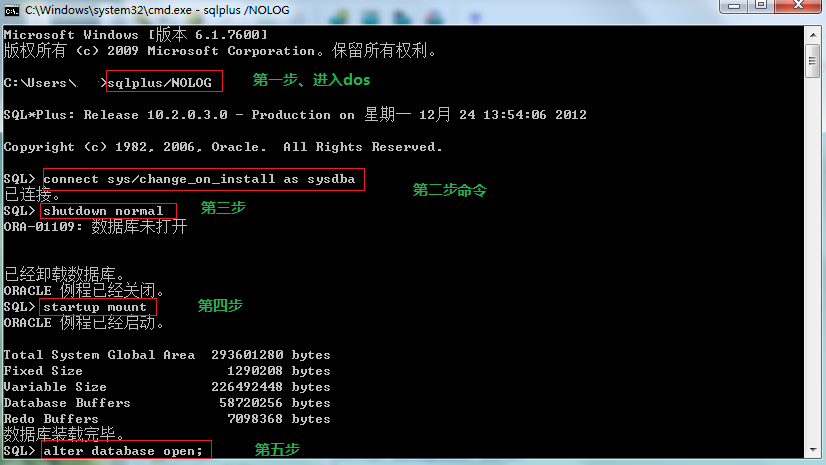 C:\Windows\system32\cmd.exe - sqlplus /NOLOG
Microsoft Windows [版本 6.1.7600]
版权所有 (c) 2009 Microsoft Corporation。保留所有权利。
C:\Users\ >sqlplus/NOLOG 第一步、进入dos
SQL*Plus: Release 10.2.0.3.0 - Production on 星期一 12月 24 13:54:06 2012
Copyright (c) 1982, 2006, Oracle. All Rights Reserved.
SQL> connect sys/change_on_install as sysdba 第二步命令
已连接。
SQL> shutdown normal 第三步
ORA-01109: 数据库未打开
已经卸载数据库。
ORACLE 例程已经关闭。
SQL> startup mount 第四步
ORACLE 例程已经启动。
Total System Global Area 293601280 bytes
Fixed Size 1290208 bytes
Variable Size 226492448 bytes
Database Buffers 58720256 bytes
Redo Buffers 7098368 bytes
数据库装载完毕。
SQL> alter database open; 第五步